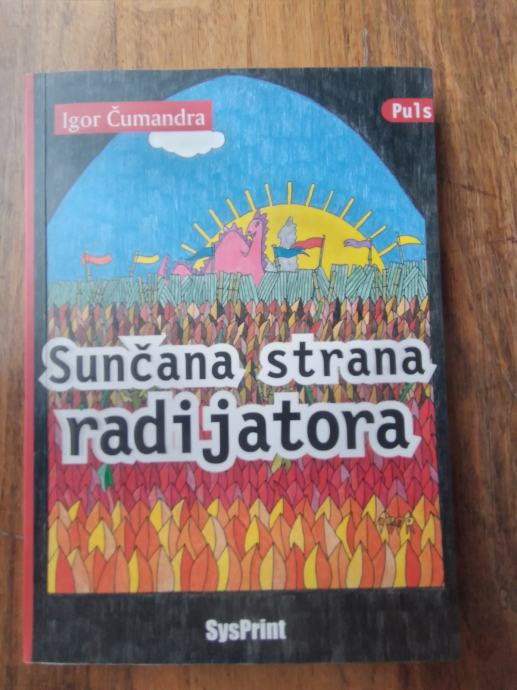 Igor Čumandra
Puls
Sunčana strana
radijatora
SysPrint